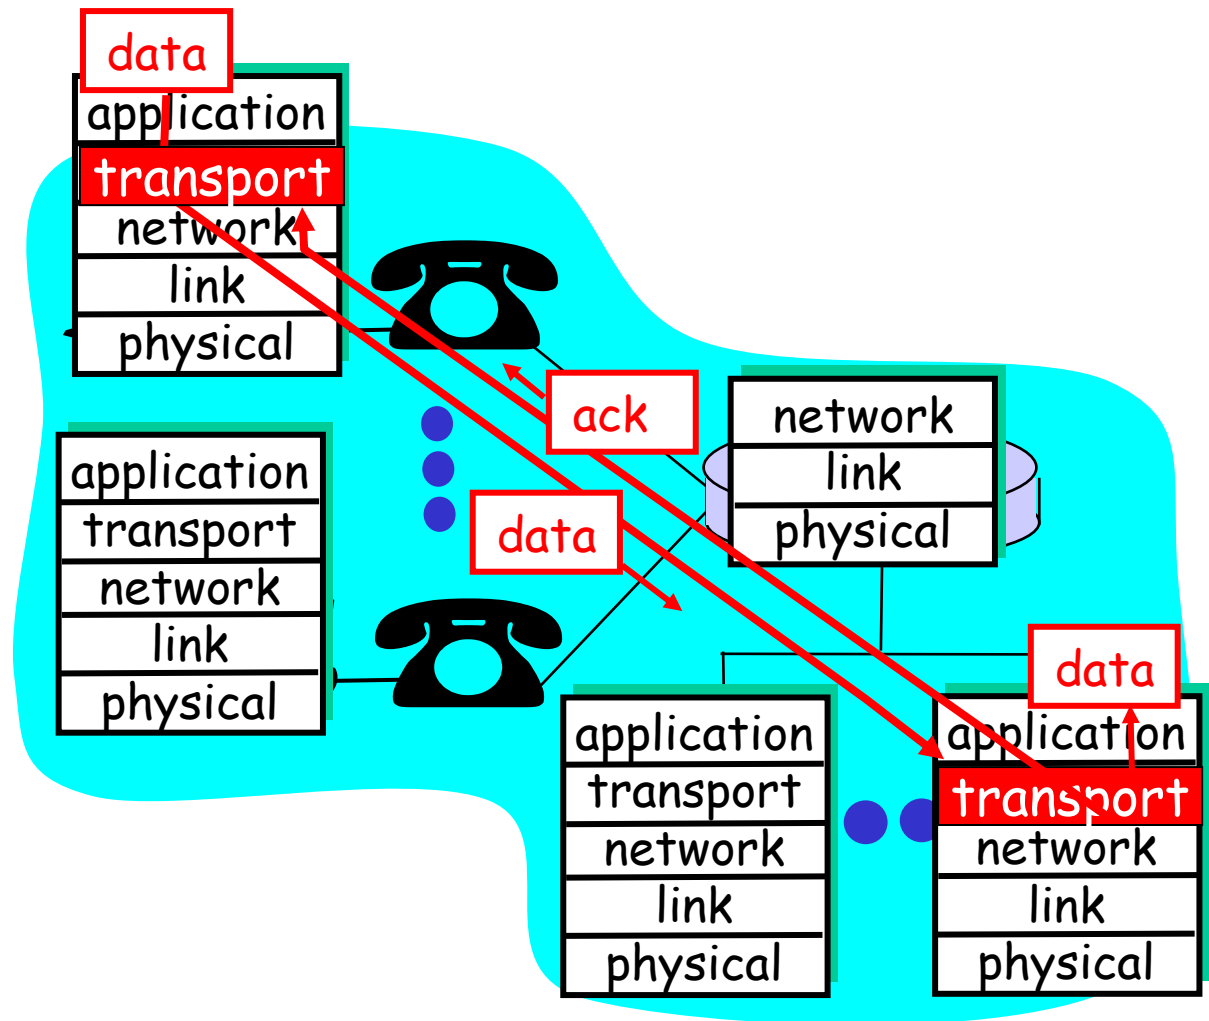 data
application
transport
network
link
physical
ack
network
link
physical
application
transport
network
link
physical
data
data
application
transport
network
link
physical
application
transport
network
link
physical